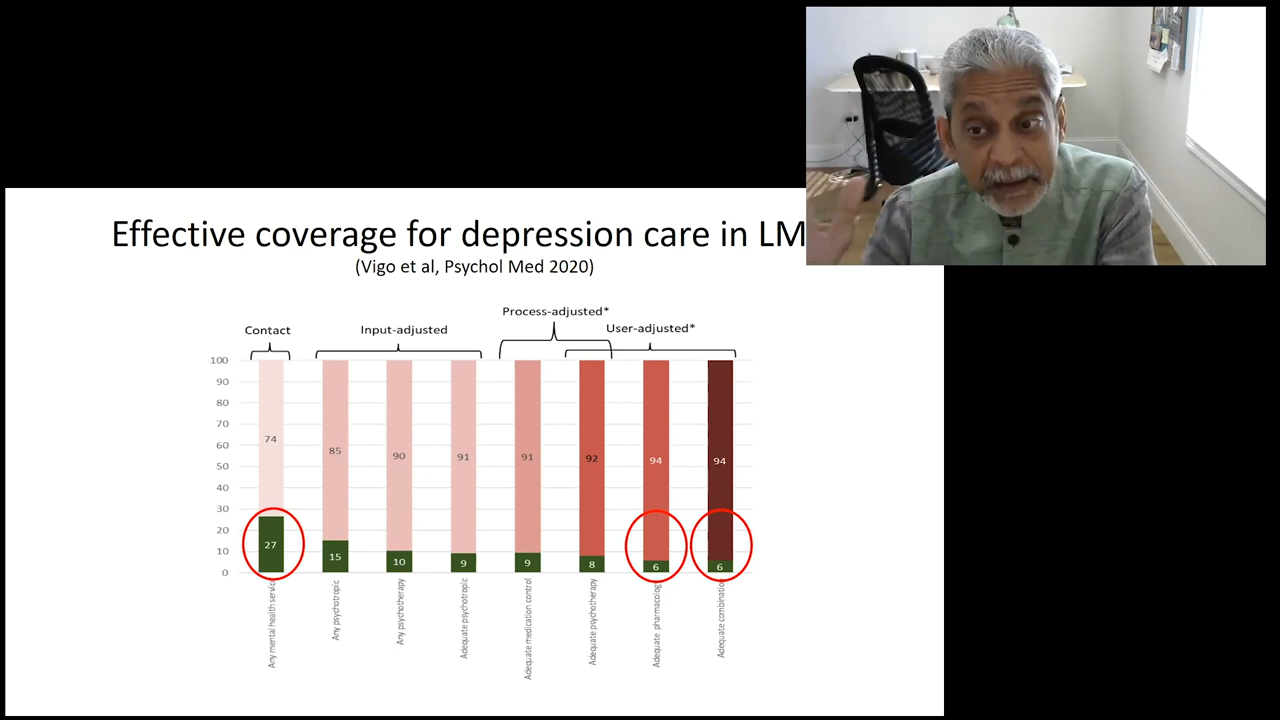 Effective coverage for depression care in LM
(Vigo et al, Psychol Med 2020)
Process-adjusted*
Contact
Input-adjusted
User-adjusted*
100
90
80
70
60
50
40
30
20
10
0
74
85
90
91
91
92
94
94
27
15
10
9
9
8
6
6
Any mental health service
Any psychotropic
Any psychotherapy
Adequate psychotropic
Adequate medication control
Adequate psychotherapy
Adequate pharmacology
Adequate combination